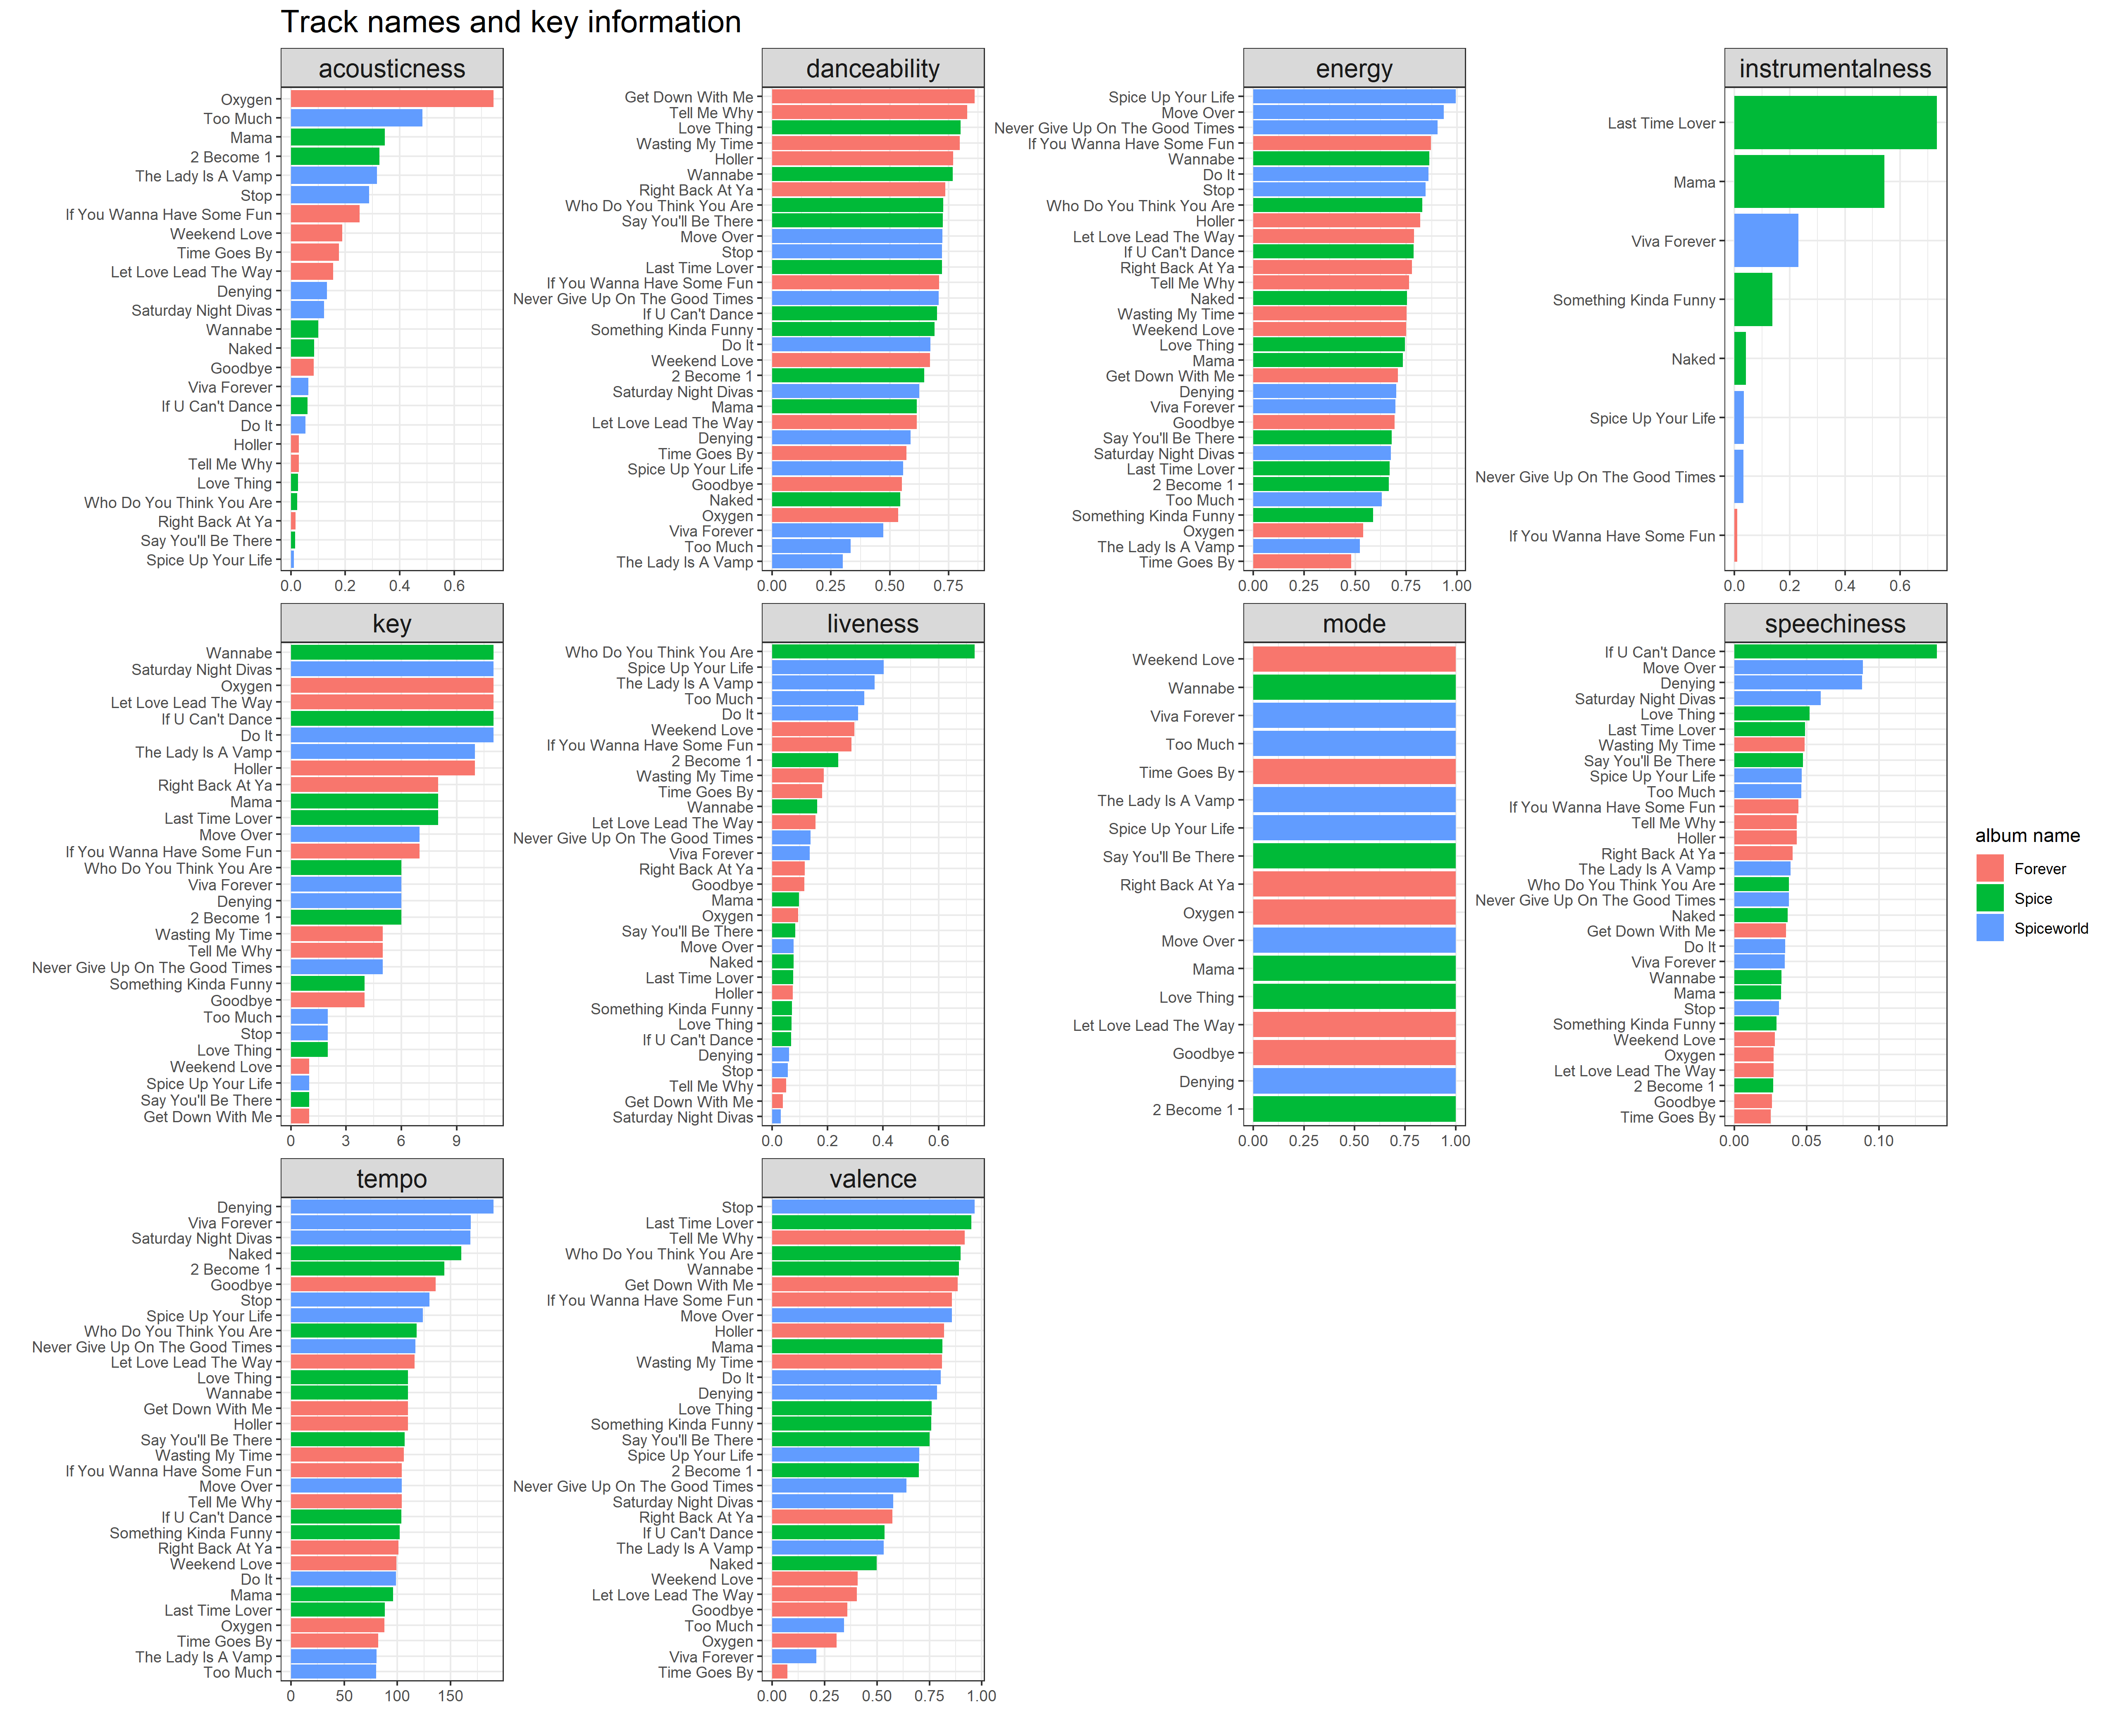 Track names and key information
acousticness
Oxygen
Too Much
Mama
2 Become 1
The Lady Is A Vamp
Stop
If You Wanna Have Some Fun
Weekend Love
Time Goes By
Let Love Lead The Way
Denying
Saturday Night Divas
Wannabe
Naked
Goodbye
Viva Forever
If U Can't Dance
Do It
Holler
Tell Me Why
Love Thing
Who Do You Think You Are
Right Back At Ya
Say You'll Be There
Spice Up Your Life
0.0 0.2 0.4 0.6
danceability
Get Down With Me
Tell Me Why
Love Thing
Wasting My Time
Holler
Wannabe
Right Back At Ya
Who Do You Think You Are
Say You'll Be There
Move Over
Stop
Last Time Lover
If You Wanna Have Some Fun
Never Give Up On The Good Times
If U Can't Dance
Something Kinda Funny
Do It
Weekend Love
2 Become 1
Saturday Night Divas
Mama
Let Love Lead The Way
Denying
Time Goes By
Spice Up Your Life
Goodbye
Naked
Oxygen
Viva Forever
Too Much
The Lady Is A Vamp
0.00 0.25 0.50 0.75
energy
Spice Up Your Life
Move Over
Never Give Up On The Good Times
If You Wanna Have Some Fun
Wannabe
Do It
Stop
Who Do You Think You Are
Holler
Let Love Lead The Way
If U Can't Dance
Right Back At Ya
Tell Me Why
Naked
Wasting My Time
Weekend Love
Love Thing
Mama
Get Down With Me
Denying
Viva Forever
Goodbye
Say You'll Be There
Saturday Night Divas
Last Time Lover
2 Become 1
Too Much
Something Kinda Funny
Oxygen
The Lady Is A Vamp
Time Goes By
0.00 0.25 0.50 0.75 1.00
instrumentalness
Last Time Lover
Mama
Viva Forever
Something Kinda Funny
Naked
Spice Up Your Life
Never Give Up On The Good Times
If You Wanna Have Some Fun
0.0 0.2 0.4 0.6
key
Wannabe
Saturday Night Divas
Oxygen
Let Love Lead The Way
If U Can't Dance
Do It
The Lady Is A Vamp
Holler
Right Back At Ya
Mama
Last Time Lover
Move Over
If You Wanna Have Some Fun
Who Do You Think You Are
Viva Forever
Denying
2 Become 1
Wasting My Time
Tell Me Why
Never Give Up On The Good Times
Something Kinda Funny
Goodbye
Too Much
Stop
Love Thing
Weekend Love
Spice Up Your Life
Say You'll Be There
Get Down With Me
0 3 6 9
liveness
Who Do You Think You Are
Spice Up Your Life
The Lady Is A Vamp
Too Much
Do It
Weekend Love
If You Wanna Have Some Fun
2 Become 1
Wasting My Time
Time Goes By
Wannabe
Let Love Lead The Way
Never Give Up On The Good Times
Viva Forever
Right Back At Ya
Goodbye
Mama
Oxygen
Say You'll Be There
Move Over
Naked
Last Time Lover
Holler
Something Kinda Funny
Love Thing
If U Can't Dance
Denying
Stop
Tell Me Why
Get Down With Me
Saturday Night Divas
0.0 0.2 0.4 0.6
mode
Weekend Love
Wannabe
Viva Forever
Too Much
Time Goes By
The Lady Is A Vamp
Spice Up Your Life
Say You'll Be There
Right Back At Ya
Oxygen
Move Over
Mama
Love Thing
Let Love Lead The Way
Goodbye
Denying
2 Become 1
0.00 0.25 0.50 0.75 1.00
speechiness
If U Can't Dance
Move Over
Denying
Saturday Night Divas
Love Thing
Last Time Lover
Wasting My Time
Say You'll Be There
Spice Up Your Life
Too Much
If You Wanna Have Some Fun
Tell Me Why
Holler
Right Back At Ya
The Lady Is A Vamp
Who Do You Think You Are
Never Give Up On The Good Times
Naked
Get Down With Me
Do It
Viva Forever
Wannabe
Mama
Stop
Something Kinda Funny
Weekend Love
Oxygen
Let Love Lead The Way
2 Become 1
Goodbye
Time Goes By
0.00 0.05 0.10
album name
Forever
Spice
Spiceworld
tempo
Denying
Viva Forever
Saturday Night Divas
Naked
2 Become 1
Goodbye
Stop
Spice Up Your Life
Who Do You Think You Are
Never Give Up On The Good Times
Let Love Lead The Way
Love Thing
Wannabe
Get Down With Me
Holler
Say You'll Be There
Wasting My Time
If You Wanna Have Some Fun
Move Over
Tell Me Why
If U Can't Dance
Something Kinda Funny
Right Back At Ya
Weekend Love
Do It
Mama
Last Time Lover
Oxygen
Time Goes By
The Lady Is A Vamp
Too Much
0 50 100 150
valence
Stop
Last Time Lover
Tell Me Why
Who Do You Think You Are
Wannabe
Get Down With Me
If You Wanna Have Some Fun
Move Over
Holler
Mama
Wasting My Time
Do It
Denying
Love Thing
Something Kinda Funny
Say You'll Be There
Spice Up Your Life
2 Become 1
Never Give Up On The Good Times
Saturday Night Divas
Right Back At Ya
If U Can't Dance
The Lady Is A Vamp
Naked
Weekend Love
Let Love Lead The Way
Goodbye
Too Much
Oxygen
Viva Forever
Time Goes By
0.00 0.25 0.50 0.75 1.00